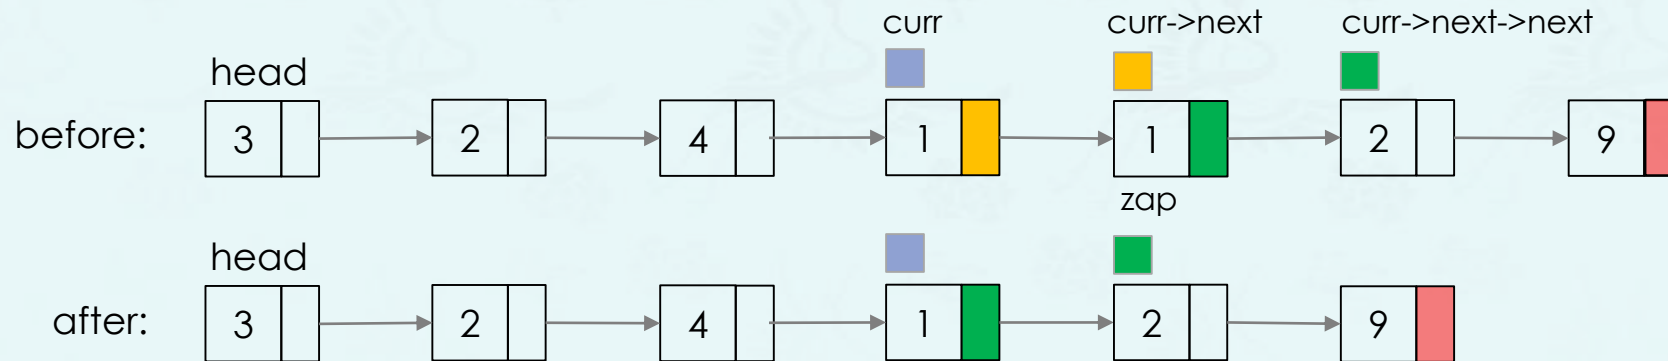 curr curr->next curr->next->next
head
before: 3 2 4 1 1 2 9
zap
head
after: 3 2 4 1 2 9